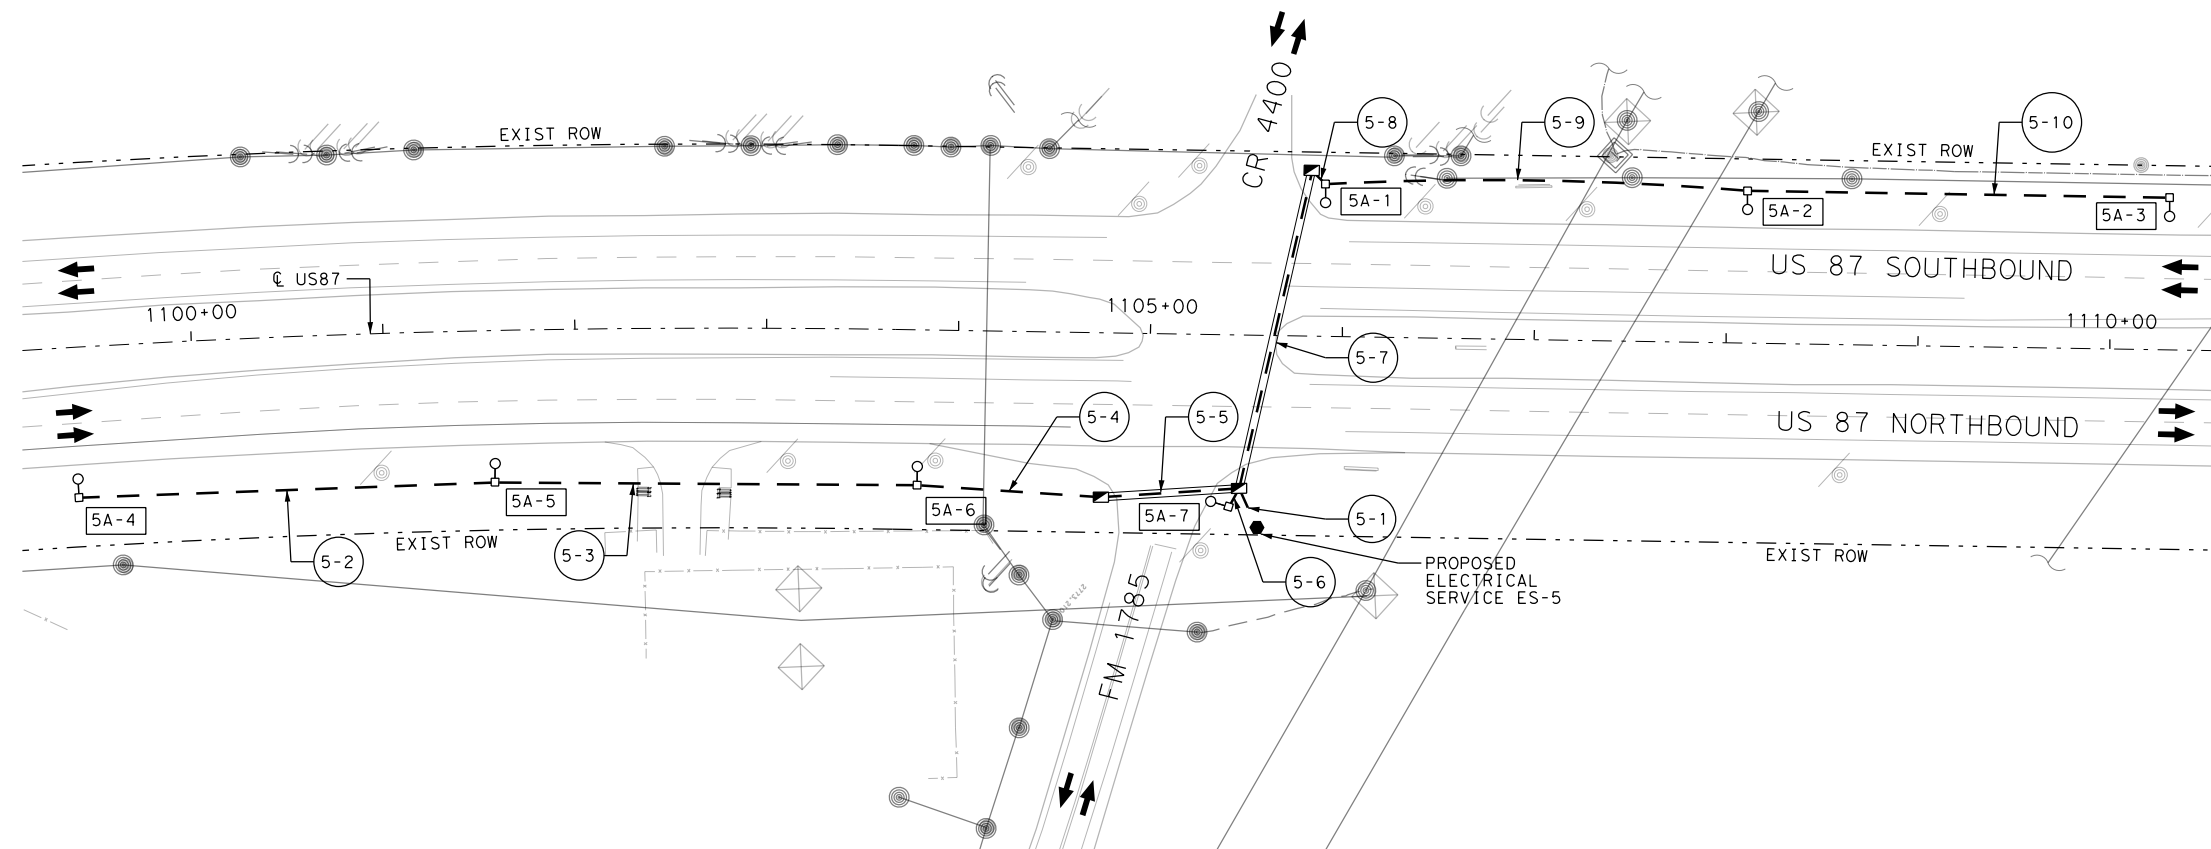 CR 4400
5-8
5-9
5-10
EXIST ROW
EXIST ROW
5A-1
5A-2
5A-3
US 87 SOUTHBOUND
℄ US87
1100+00
1105+00
1110+00
5-7
5-4
5-5
US 87 NORTHBOUND
5A-4
5A-5
5A-6
5A-7
5-1
5-2
EXIST ROW
5-3
EXIST ROW
PROPOSED
ELECTRICAL
SERVICE ES-5
5-6
FM 1785